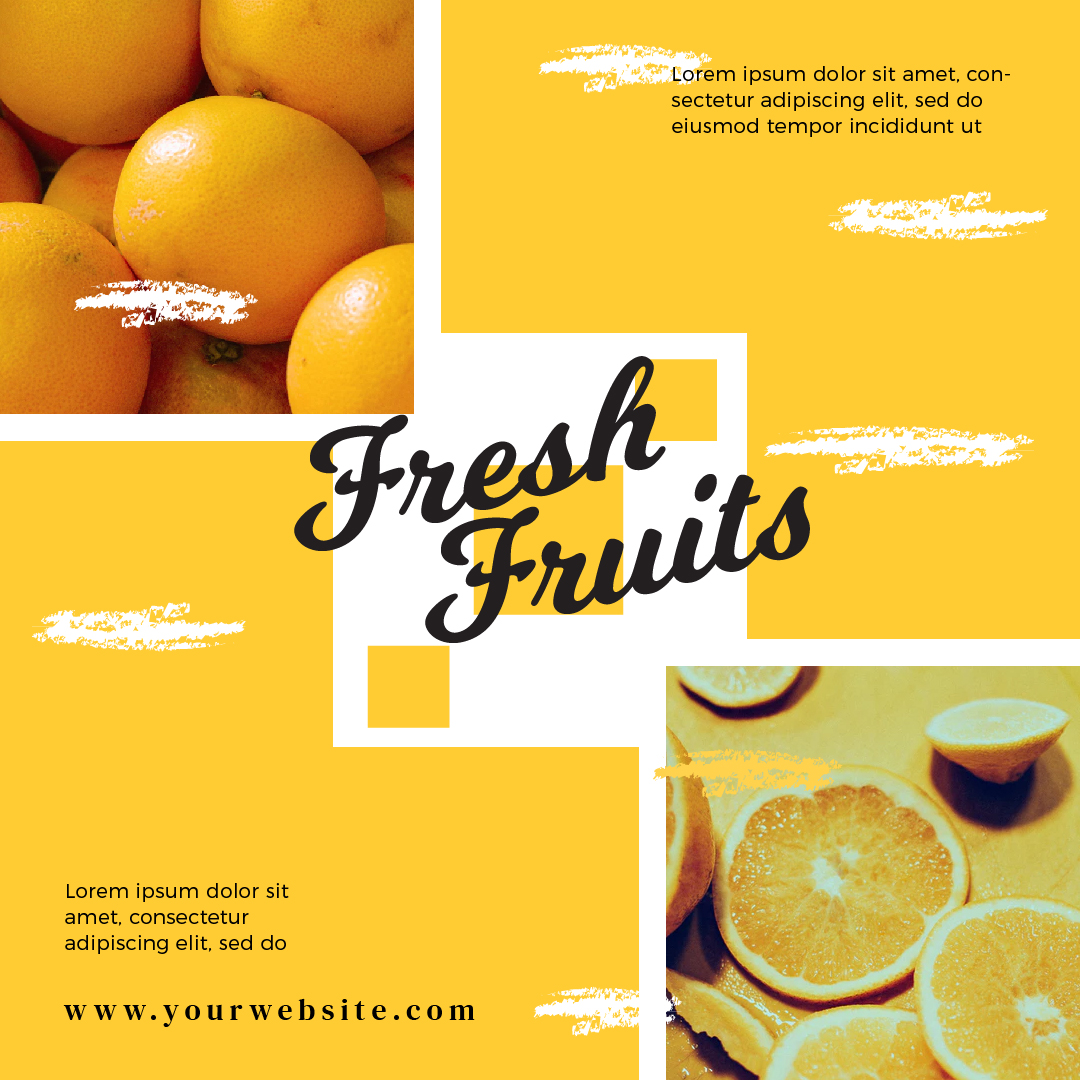 Lorem ipsum dolor sit amet, con-
sectetur adipiscing elit, sed do
eiusmod tempor incididunt ut
Fresh
Fruits
Lorem ipsum dolor sit
amet, consectetur
adipiscing elit, sed do
www.yourwebsite.com